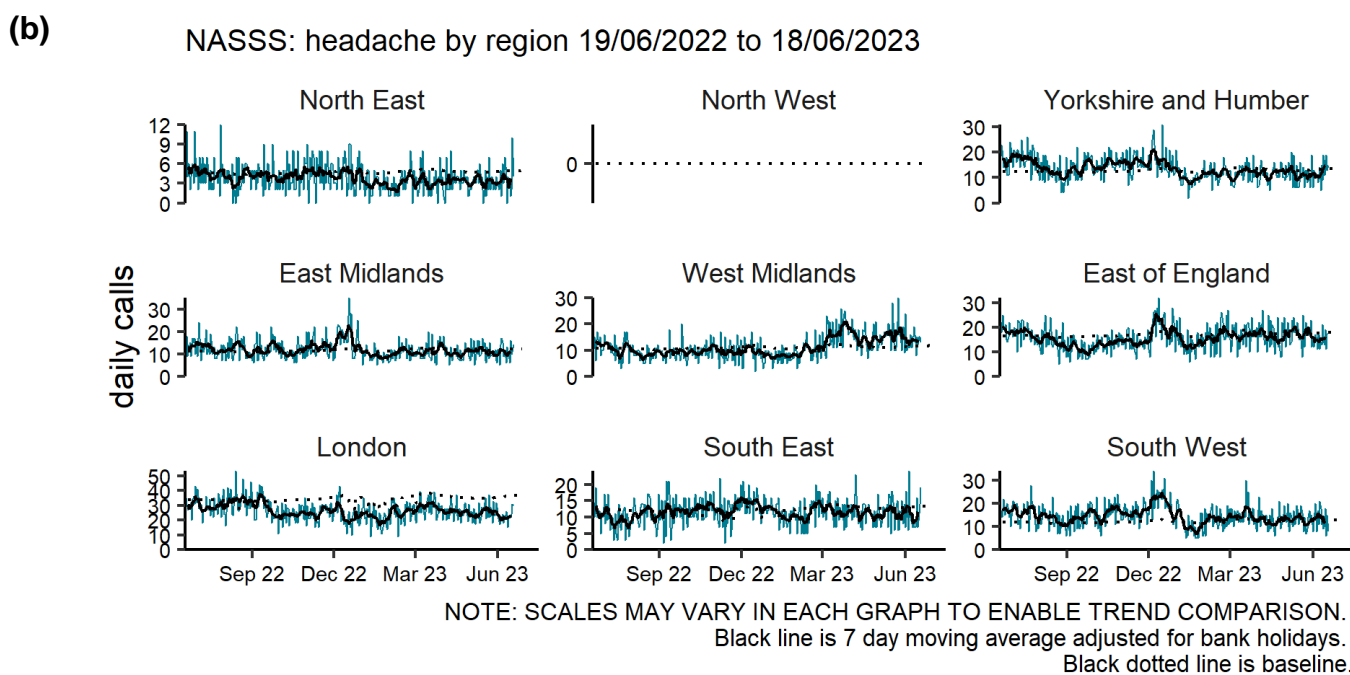 (b)
NASSS: headache by region 19/06/2022 to 18/06/2023
North East
12
9
6
3
0
North West
0
Yorkshire and Humber
30
20
10
0
daily calls
East Midlands
30
20
10
0
West Midlands
30
20
10
0
East of England
30
20
10
0
London
50
40
30
20
10
0
Sep 22 Dec 22 Mar 23 Jun 23
South East
20
15
10
5
0
Sep 22 Dec 22 Mar 23 Jun 23
South West
30
20
10
0
Sep 22 Dec 22 Mar 23 Jun 23
NOTE: SCALES MAY VARY IN EACH GRAPH TO ENABLE TREND COMPARISON.
Black line is 7 day moving average adjusted for bank holidays.
Black dotted line is baseline.